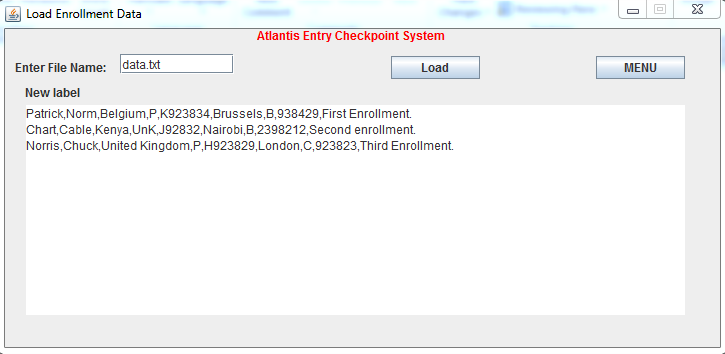 Load Enrollment Data
Atlantis Entry Checkpoint System
Enter File Name: data.txt Load MENU
New label
Patrick,Norm,Belgium,P,K923834,Brussels,B,938429,First Enrollment.
Chart,Cable,Kenya,UnK,J92832,Nairobi,B,2398212,Second enrollment.
Norris,Chuck,United Kingdom,P,H923829,London,C,923823,Third Enrollment.